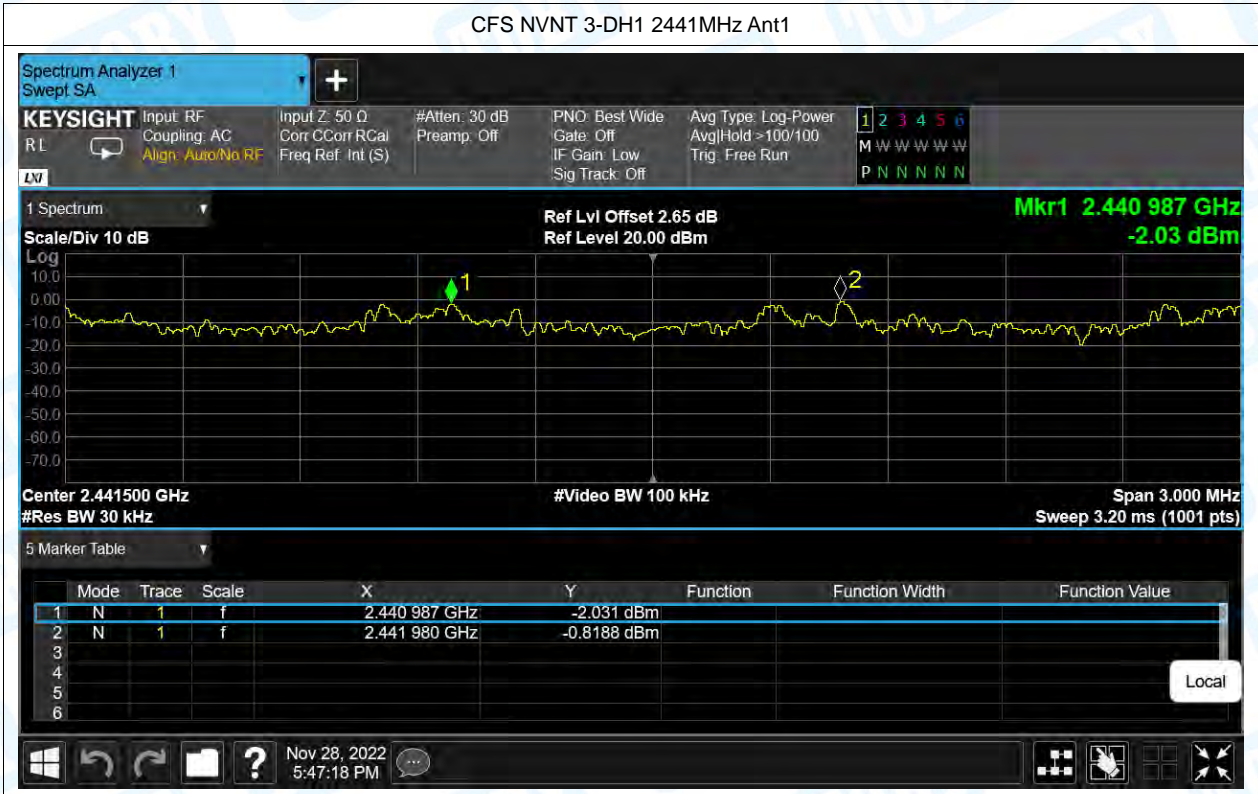 CFS NVNT 3-DH1 2441MHz Ant1
Spectrum Analyzer 1
Swept SA
+
KEYSIGHT
RL
LXI
Input: RF
Coupling: AC
Align: Auto/No RF
Input Z: 50 Ω
Corr CCorr RCal
Freq Ref: Int (S)
#Atten: 30 dB
Preamp: Off
PNO: Best Wide
Gate: Off
IF Gain: Low
Sig Track: Off
Avg Type: Log-Power
Avg|Hold >100/100
Trig: Free Run
1 2 3 4 5 6
M W W W W W
P N N N N N N
1 Spectrum
Scale/Div 10 dB
Ref Lvl Offset 2.65 dB
Ref Level 20.00 dBm
Mkr1 2.440 987 GHz
-2.03 dBm
Log
10.0
0.00
-10.0
-20.0
-30.0
-40.0
-50.0
-60.0
-70.0
1
2
Center 2.441500 GHz
#Res BW 30 kHz
#Video BW 100 kHz
Span 3.000 MHz
Sweep 3.20 ms (1001 pts)
5 Marker Table
Mode Trace Scale X Y Function Function Width Function Value
1 N 1 f 2.440 987 GHz -2.031 dBm
2 N 1 f 2.441 980 GHz -0.8188 dBm
3
4
5
6
Local
?
Nov 28, 2022
5:47:18 PM